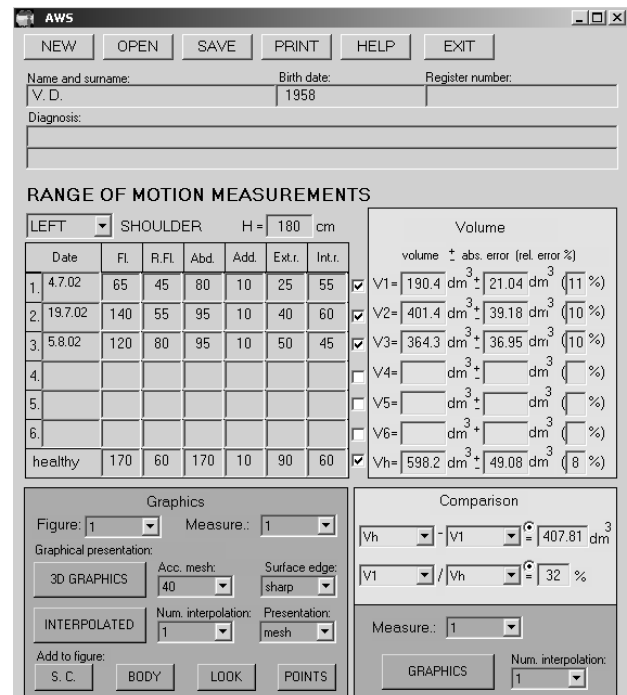 AWS
NEW OPEN SAVE PRINT HELP EXIT
Name and surname: Birth date: Register number:
V. D. 1958
Diagnosis:
RANGE OF MOTION MEASUREMENTS
LEFT SHOULDER H = 180 cm
Date Fl. R.Fl. Abd. Add. Ext.r. Int.r.
1. 4.7.02 65 45 80 10 25 55
2. 19.7.02 140 55 95 10 40 60
3. 5.8.02 120 80 95 10 50 45
4.
5.
6.
healthy 170 60 170 10 90 60
Volume
volume ± abs. error (rel. error %)
V1= 190.4 dm³ ± 21.04 dm³ (11 %)
V2= 401.4 dm³ ± 39.18 dm³ (10 %)
V3= 364.3 dm³ ± 36.95 dm³ (10 %)
V4= dm³ ± dm³ ( %)
V5= dm³ ± dm³ ( %)
V6= dm³ + dm³ ( %)
Vh= 598.2 dm³ ± 49.08 dm³ (8 %)
Graphics
Figure: 1 Measure.: 1
Graphical presentation:
3D GRAPHICS Acc. mesh: 40 Surface edge: sharp
INTERPOLATED Num. interpolation: 1 Presentation: mesh
Add to figure:
S. C. BODY LOOK POINTS
Comparison
Vh - V1 = 407.81 dm³
V1 / Vh = 32 %
Measure.: 1
GRAPHICS Num. interpolation: 1